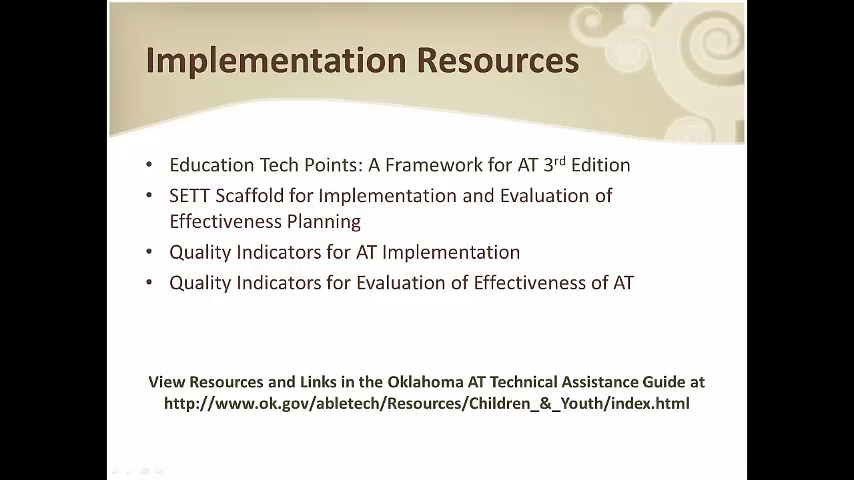 Implementation Resources
• Education Tech Points: A Framework for AT 3rd Edition
• SETT Scaffold for Implementation and Evaluation of
Effectiveness Planning
• Quality Indicators for AT Implementation
• Quality Indicators for Evaluation of Effectiveness of AT
View Resources and Links in the Oklahoma AT Technical Assistance Guide at
http://www.ok.gov/abletech/Resources/Children_&_Youth/index.html